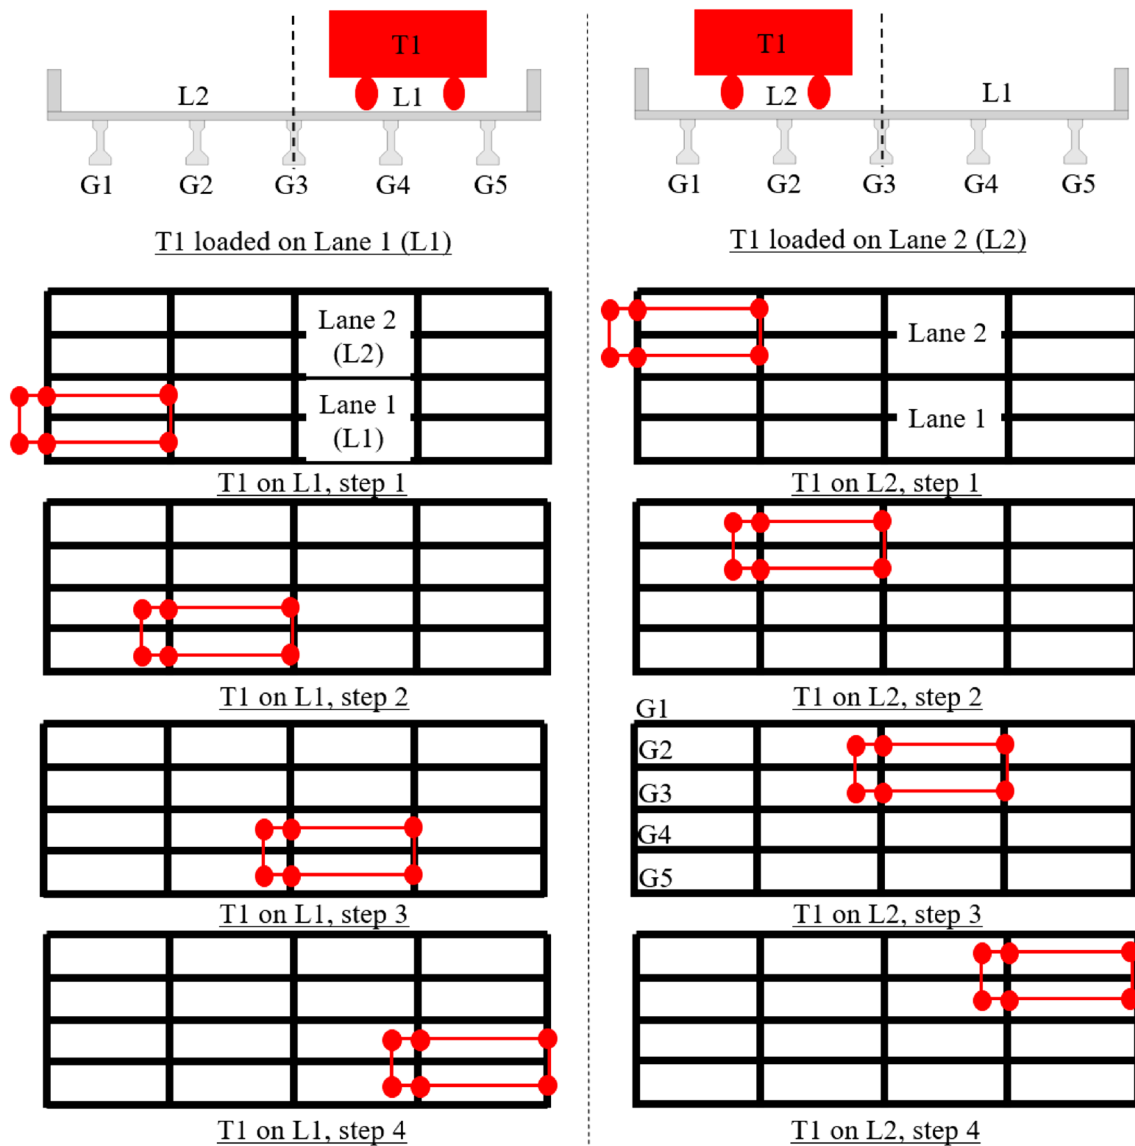 T1
L2
L1
G1 G2 G3 G4 G5
T1 loaded on Lane 1 (L1)
Lane 2
(L2)
Lane 1
(L1)
T1 on L1, step 1
T1 on L1, step 2
T1 on L1, step 3
T1 on L1, step 4
T1
L2
L1
G1 G2 G3 G4 G5
T1 loaded on Lane 2 (L2)
Lane 2
Lane 1
T1 on L2, step 1
T1 on L2, step 2
G1
G2
G3
G4
G5
T1 on L2, step 3
T1 on L2, step 4